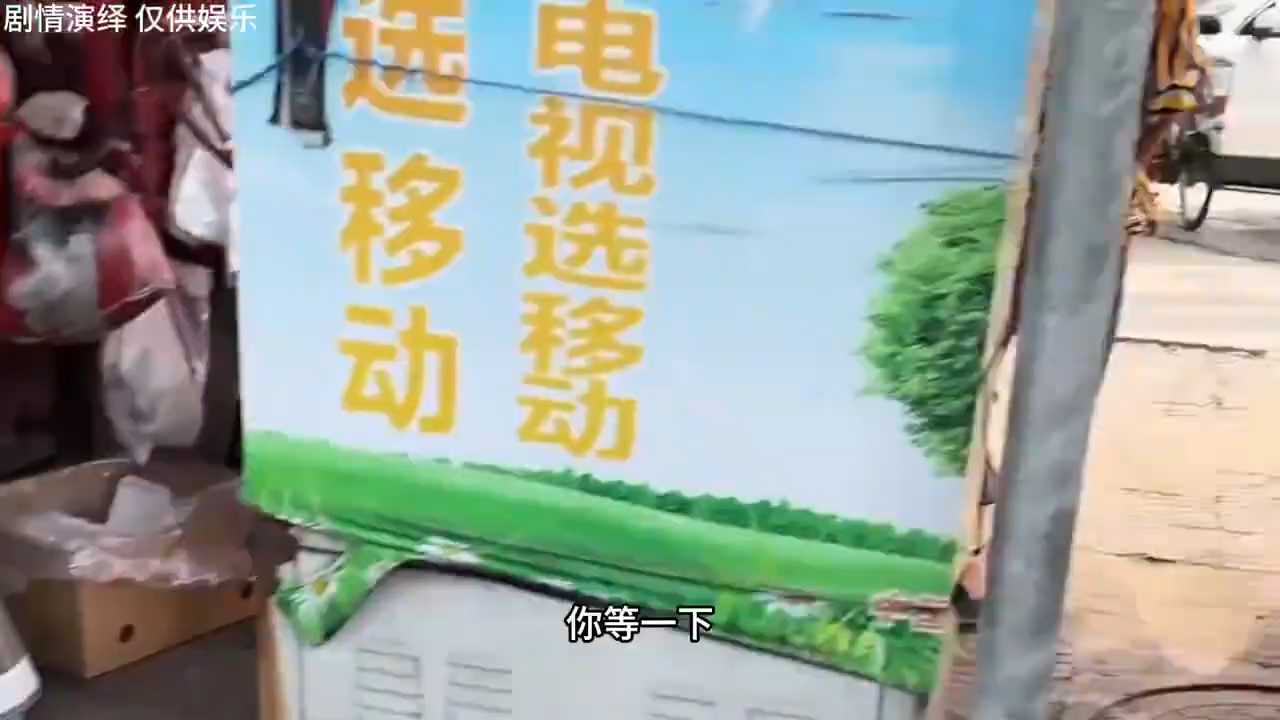 剧情演绎 仅供娱乐
选移动
电视选移动
你等一下